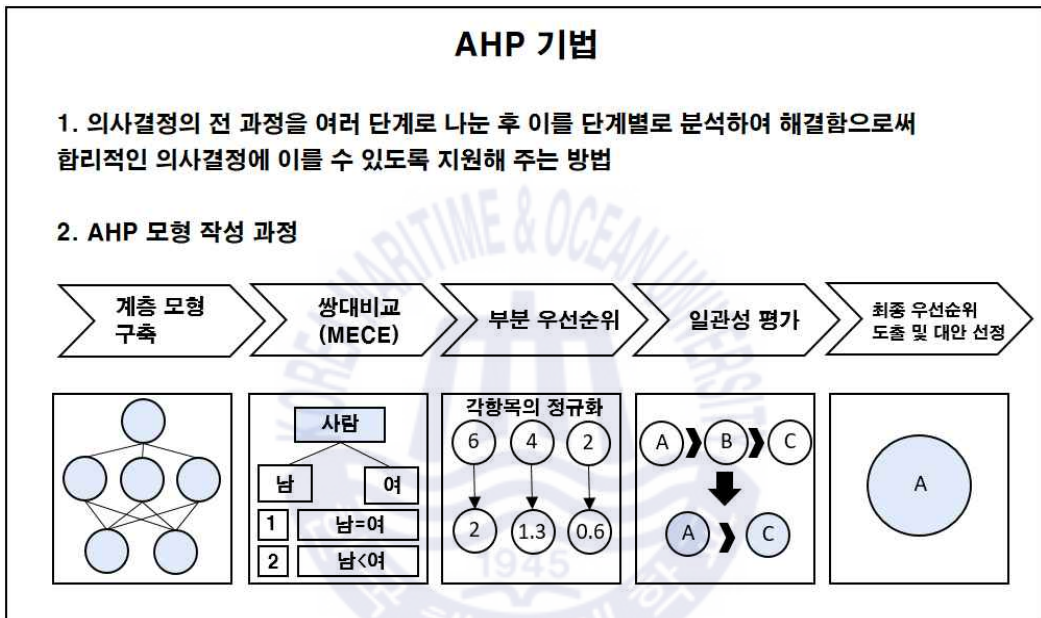 AHP 기법
1. 의사결정의 전 과정을 여러 단계로 나눈 후 이를 단계별로 분석하여 해결함으로써
합리적인 의사결정에 이를 수 있도록 지원해 주는 방법
2. AHP 모형 작성 과정
계층 모형
구축
쌍대비교
(MECE)
부분 우선순위
일관성 평가
최종 우선순위
도출 및 대안 선정
사람
남
여
1
남=여
2
남<여
각항목의 정규화
6
4
2
2
1.3
0.6
A
B
C
A
C
A
KOREA MARITIME & OCEAN UNIVERSITY
1945